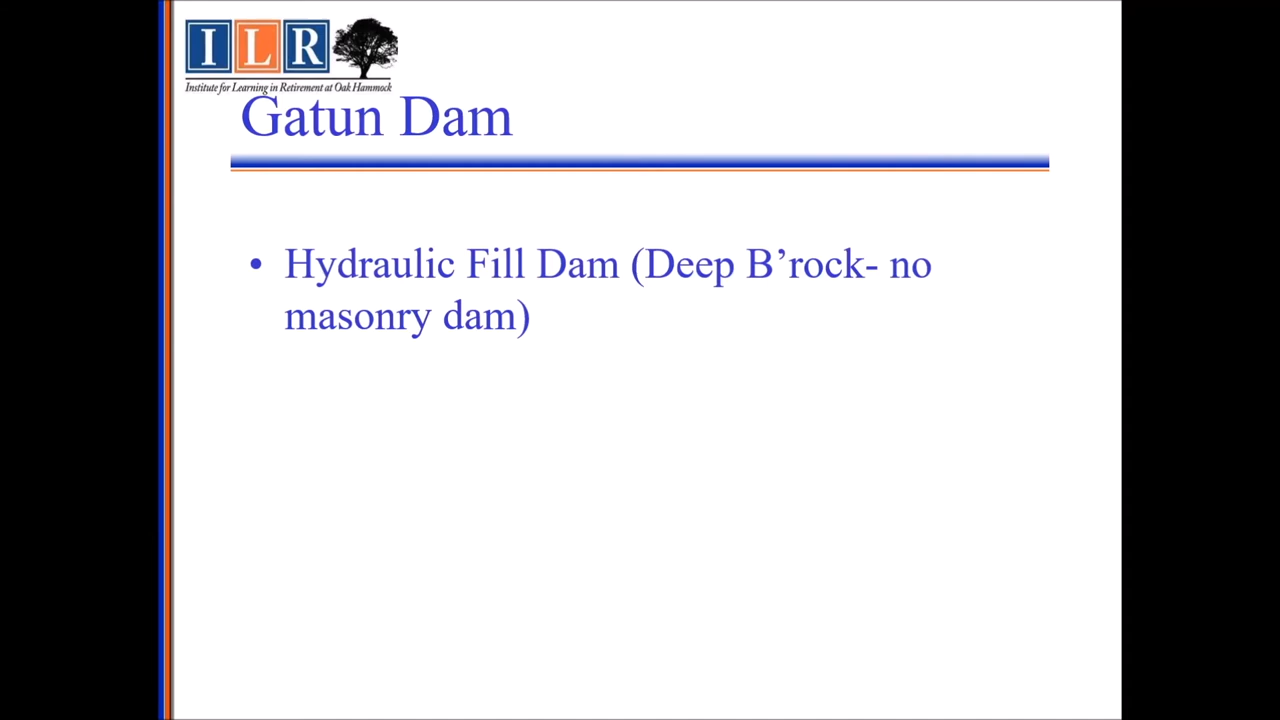 ILR
Institute for Learning in Retirement at Oak Hammock
Gatun Dam
• Hydraulic Fill Dam (Deep B’rock- no
masonry dam)